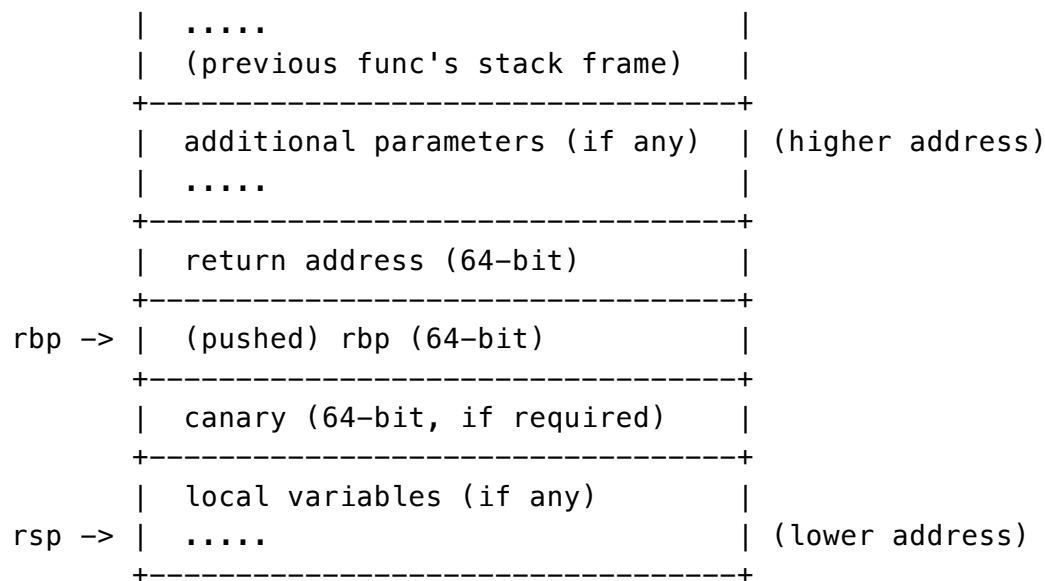 | ..... |
| (previous func's stack frame) |
+----------------------------------+
| additional parameters (if any) | (higher address)
| ..... |
+----------------------------------+
| return address (64-bit) |
+----------------------------------+
rbp -> | (pushed) rbp (64-bit) |
+----------------------------------+
| canary (64-bit, if required) |
+----------------------------------+
| local variables (if any) |
rsp -> | ..... | (lower address)
+----------------------------------+